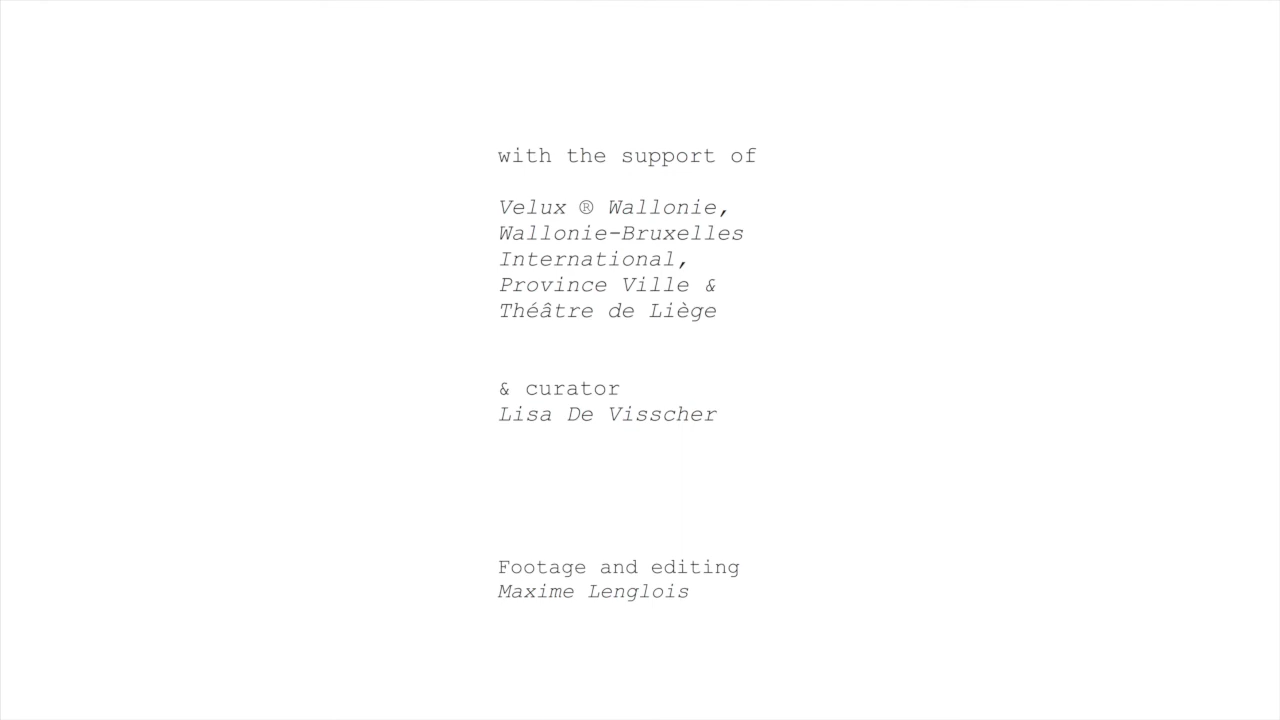 with the support of
Velux ® Wallonie,
Wallonie-Bruxelles
International,
Province Ville &
Théâtre de Liège
& curator
Lisa De Visscher
Footage and editing
Maxime Lenglois